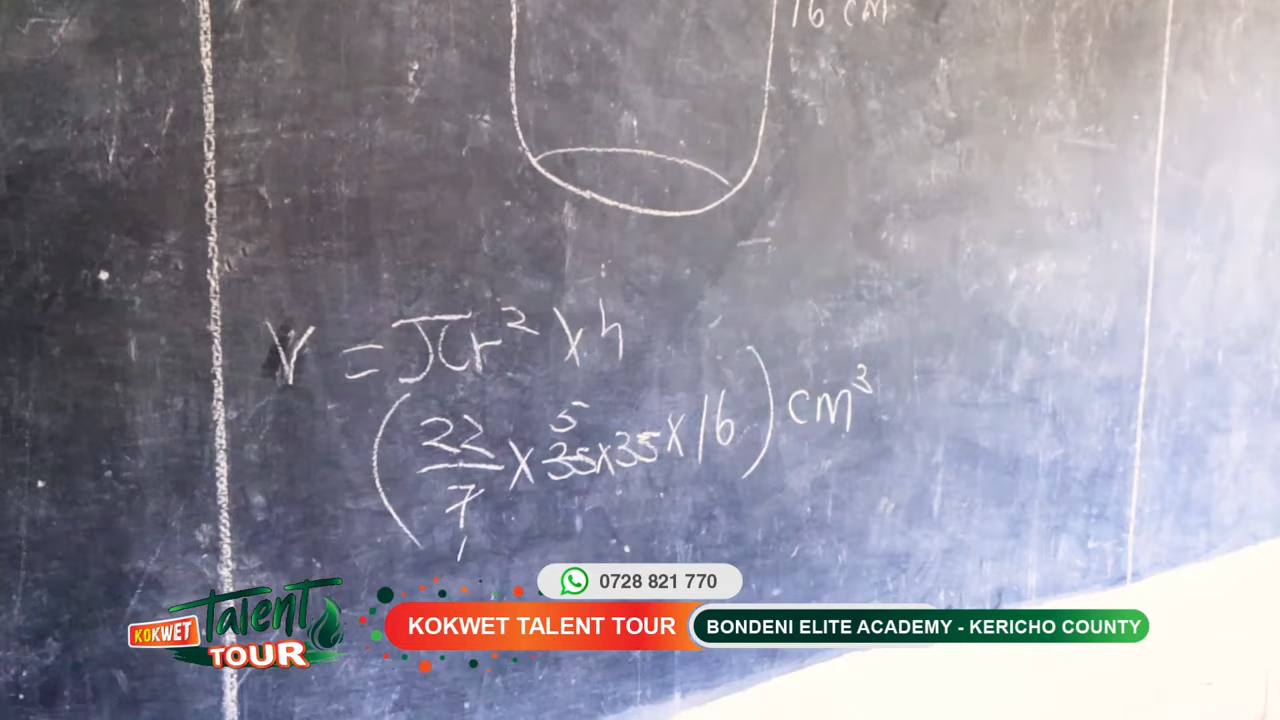 16 cm
V = πr² x h
5
(22/7 x 35 x 35 x 16) cm³
1
0728 821 770
KOKWET Talent TOUR
KOKWET TALENT TOUR
BONDENI ELITE ACADEMY - KERICHO COUNTY